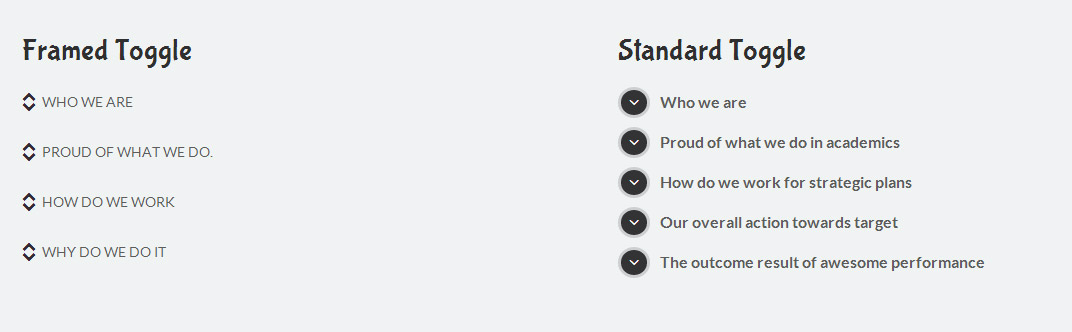 Framed Toggle
WHO WE ARE
PROUD OF WHAT WE DO.
HOW DO WE WORK
WHY DO WE DO IT
Standard Toggle
Who we are
Proud of what we do in academics
How do we work for strategic plans
Our overall action towards target
The outcome result of awesome performance